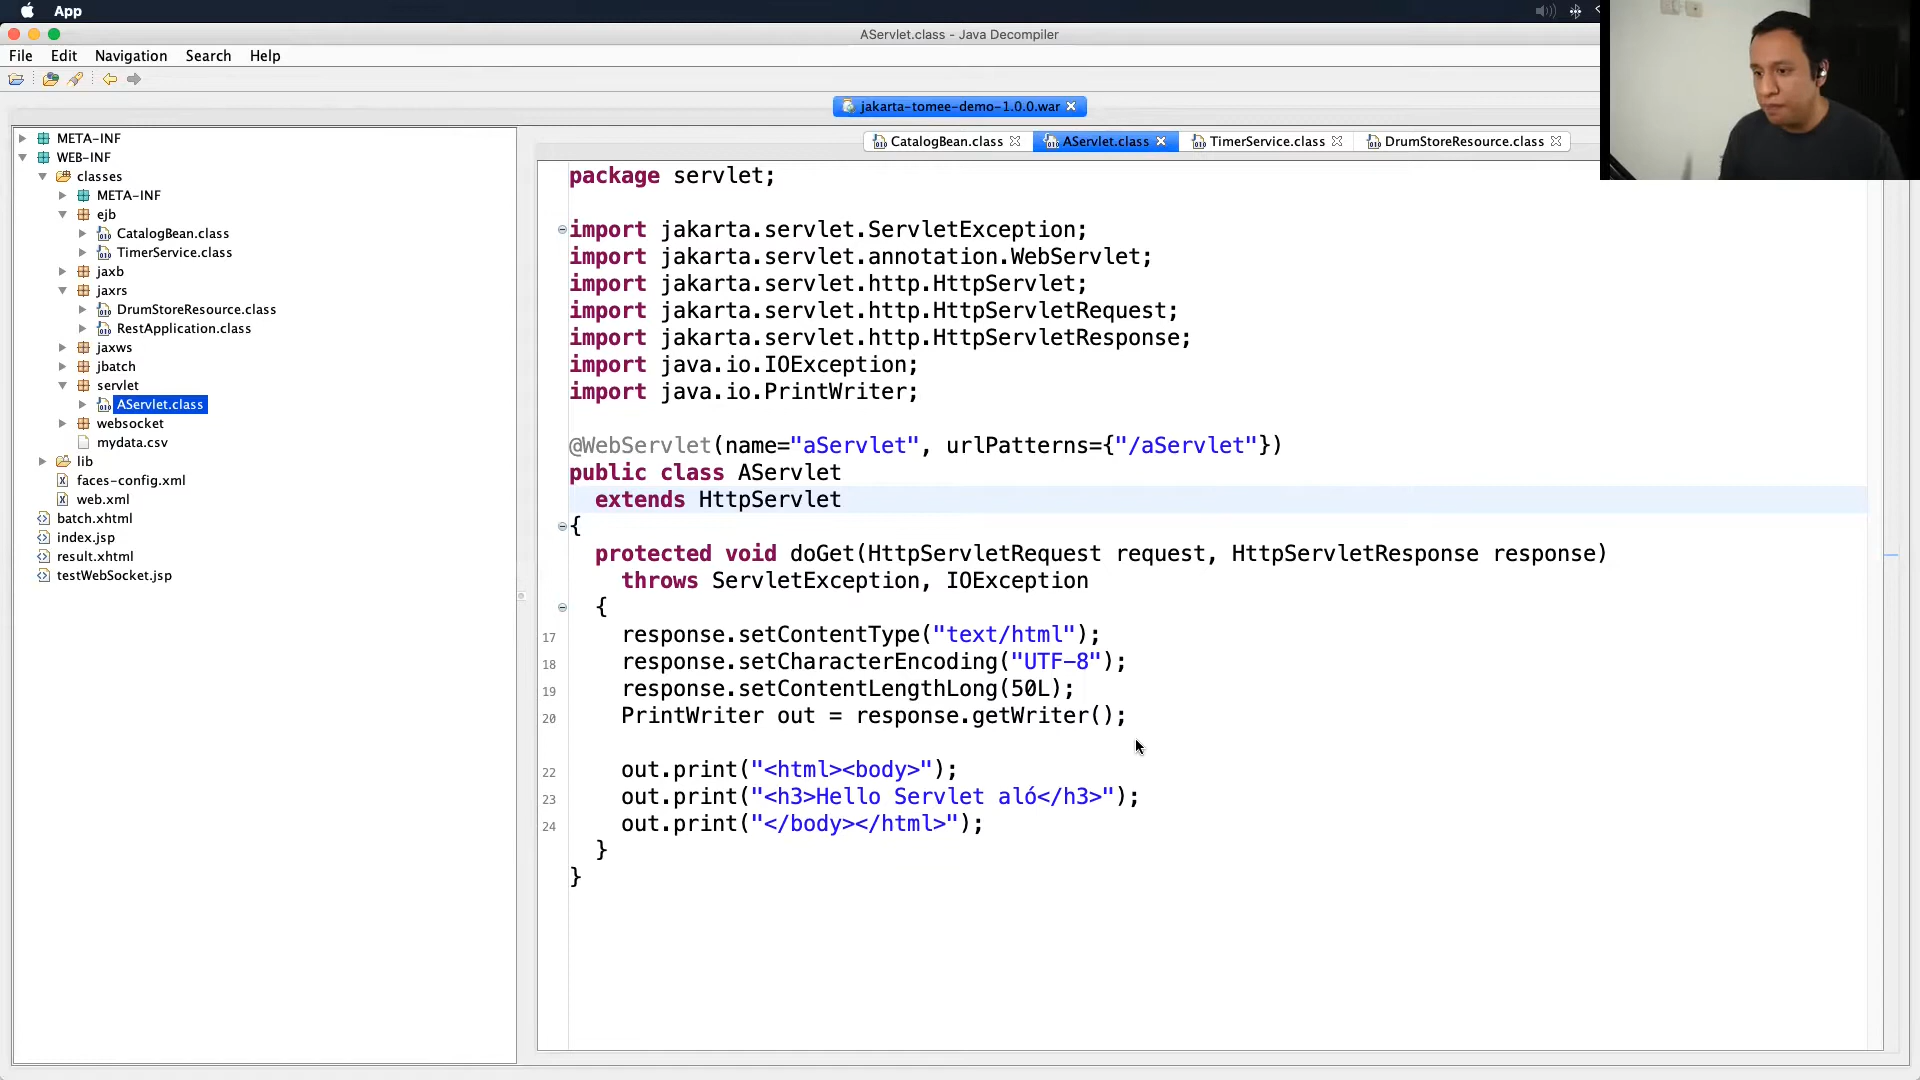 App
AServlet.class - Java Decompiler
File Edit Navigation Search Help
jakarta-tomee-demo-1.0.0.war
META-INF
WEB-INF
classes
META-INF
ejb
CatalogBean.class
TimerService.class
jaxb
jaxrs
DrumStoreResource.class
RestApplication.class
jaxws
jbatch
servlet
AServlet.class
websocket
mydata.csv
lib
faces-config.xml
web.xml
batch.xhtml
index.jsp
result.xhtml
testWebSocket.jsp
CatalogBean.class AServlet.class TimerService.class DrumStoreResource.class
package servlet;
import jakarta.servlet.ServletException;
import jakarta.servlet.annotation.WebServlet;
import jakarta.servlet.http.HttpServlet;
import jakarta.servlet.http.HttpServletRequest;
import jakarta.servlet.http.HttpServletResponse;
import java.io.IOException;
import java.io.PrintWriter;
@WebServlet(name="aServlet", urlPatterns={"/aServlet"})
public class AServlet
extends HttpServlet
{
protected void doGet(HttpServletRequest request, HttpServletResponse response)
throws ServletException, IOException
{
17 response.setContentType("text/html");
18 response.setCharacterEncoding("UTF-8");
19 response.setContentLengthLong(50L);
20 PrintWriter out = response.getWriter();
22 out.print("<html><body>");
23 out.print("<h3>Hello Servlet aló</h3>");
24 out.print("</body></html>");
}
}